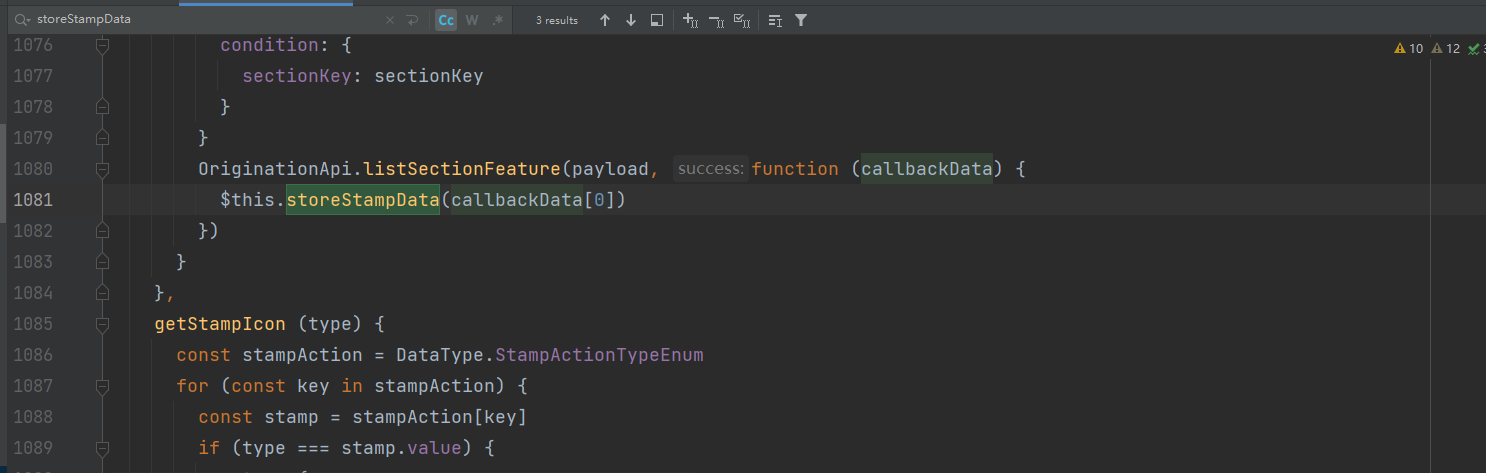 storeStampData × Cc W .* 3 results
10 12 3
1076 condition: {
1077 sectionKey: sectionKey
1078 }
1079 }
1080 OriginationApi.listSectionFeature(payload, success: function (callbackData) {
1081 $this.storeStampData(callbackData[0])
1082 })
1083 }
1084 },
1085 getStampIcon (type) {
1086 const stampAction = DataType.StampActionTypeEnum
1087 for (const key in stampAction) {
1088 const stamp = stampAction[key]
1089 if (type === stamp.value) {